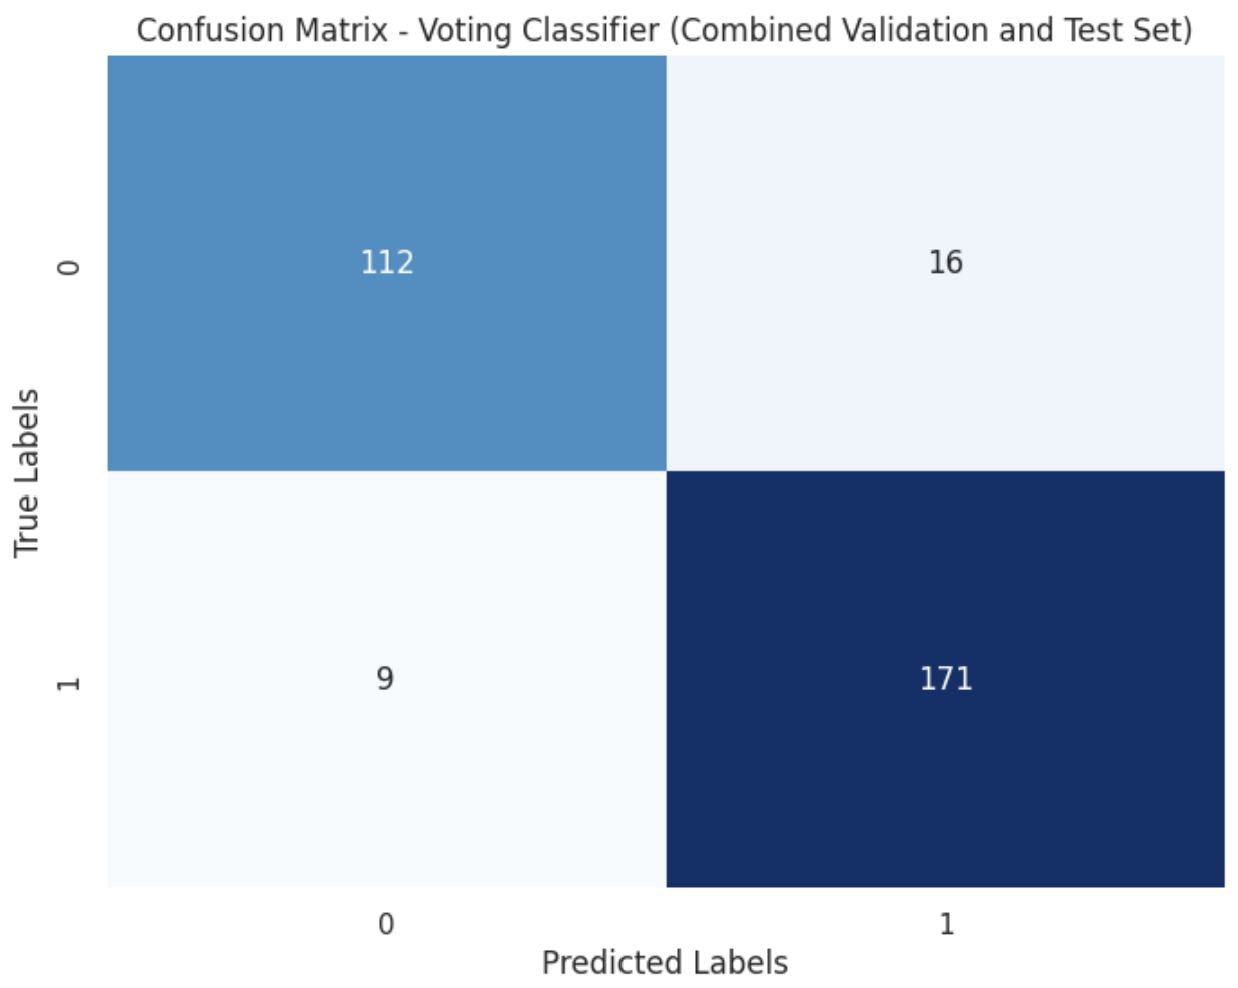 Confusion Matrix - Voting Classifier (Combined Validation and Test Set)
0
112
16
True Labels
1
9
171
0
1
Predicted Labels